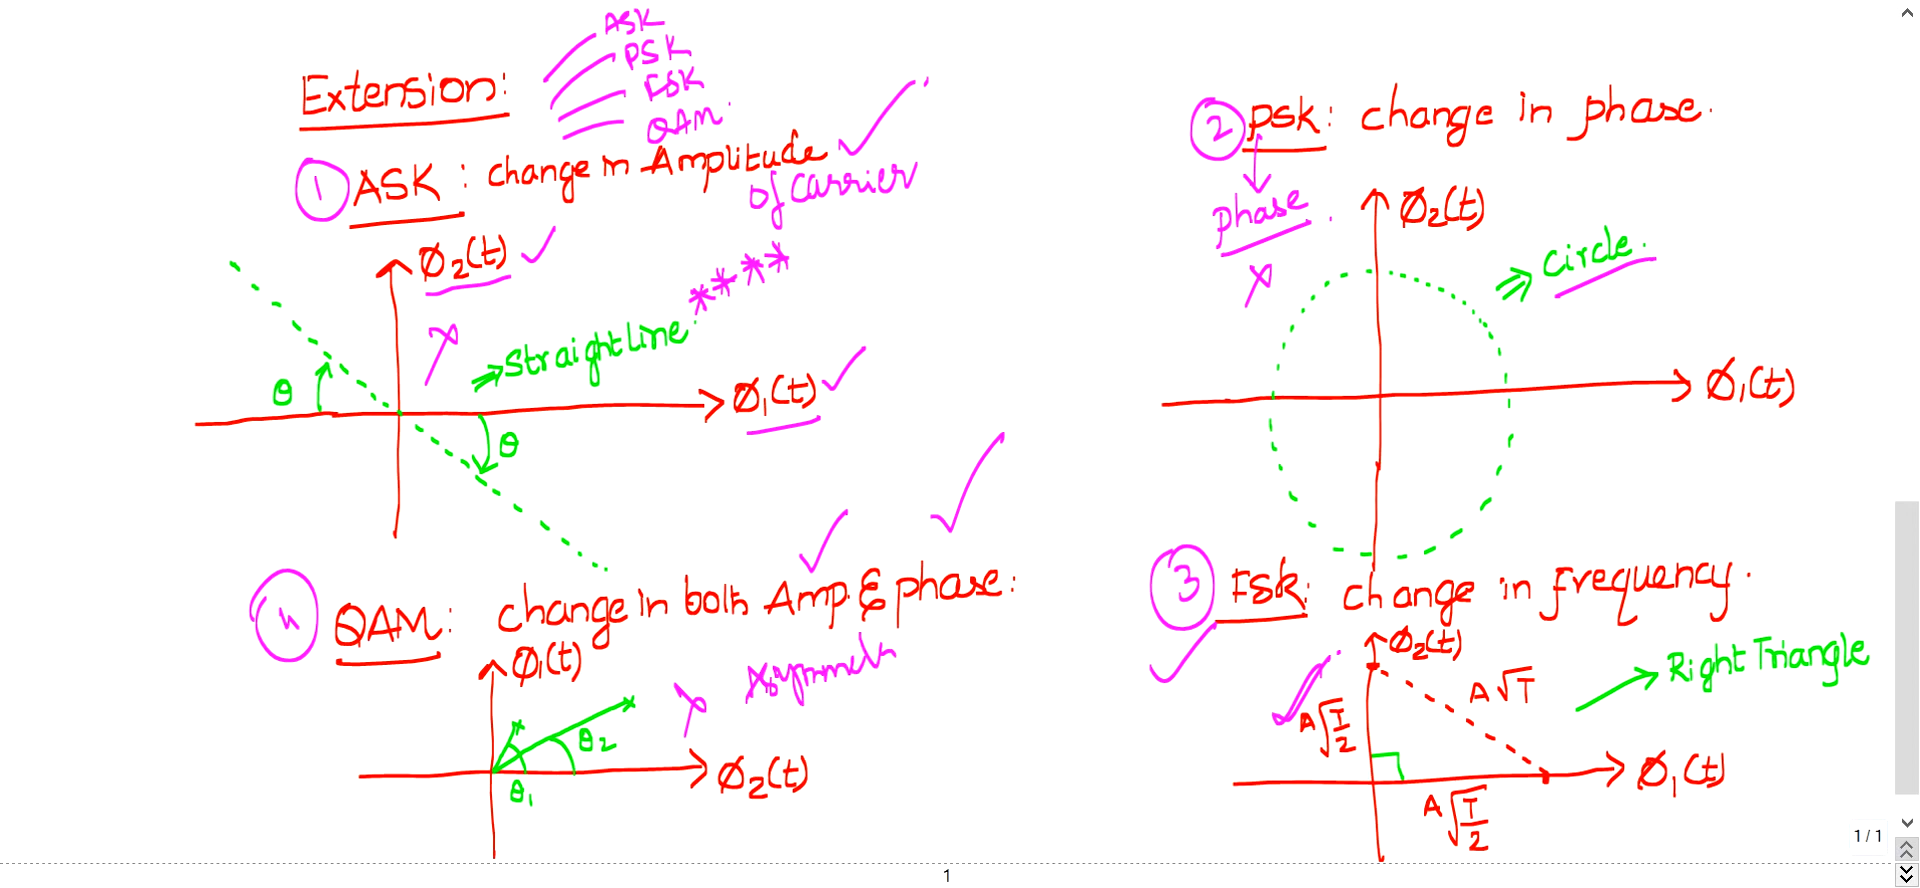 Extension:
ASK
PSK
FSK
QAM
① ASK : change in Amplitude
of Carrier
Ø₂(t)
****
⇒ Straight Line
θ
Ø₁(t)
θ
② PSK: change in phase.
phase
Ø₂(t)
⇒ Circle.
Ø₁(t)
③ FSK: change in frequency.
Ø₂(t)
Right Triangle
A√T
A√T/2
Ø₁(t)
A√T/2
4 QAM: change in both Amp & phase:
Ø₁(t)
θ₂
Ø₂(t)
θ₁
1 / 1
1